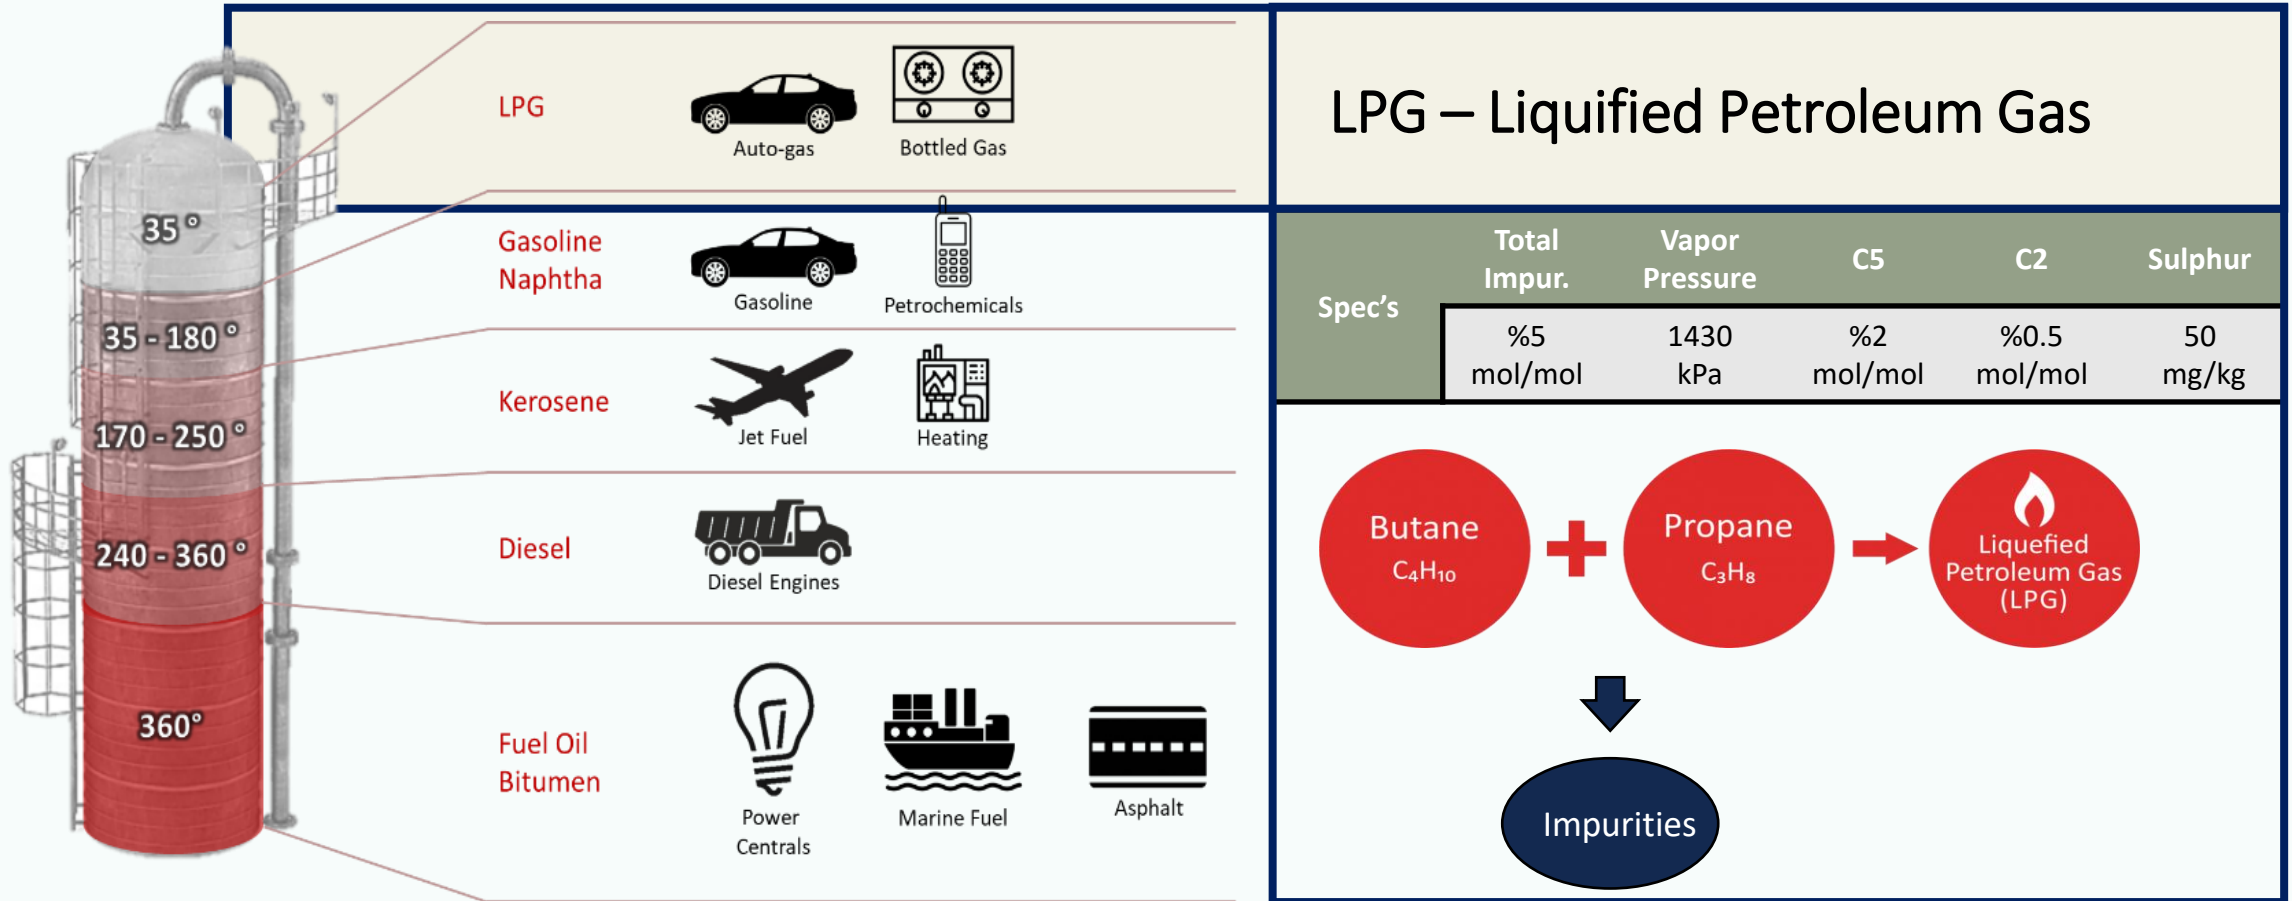 LPG
Auto-gas
Bottled Gas
35 °
Gasoline
Naphtha
Gasoline
Petrochemicals
35 - 180 °
Kerosene
Jet Fuel
Heating
170 - 250 °
Diesel
Diesel Engines
240 - 360 °
Fuel Oil
Bitumen
Power
Centrals
Marine Fuel
Asphalt
360°
LPG – Liquified Petroleum Gas
Spec's
Total
Impur.
Vapor
Pressure
C5
C2
Sulphur
%5
mol/mol
1430
kPa
%2
mol/mol
%0.5
mol/mol
50
mg/kg
Butane
C₄H₁₀
Propane
C₃H₈
Liquefied
Petroleum Gas
(LPG)
Impurities